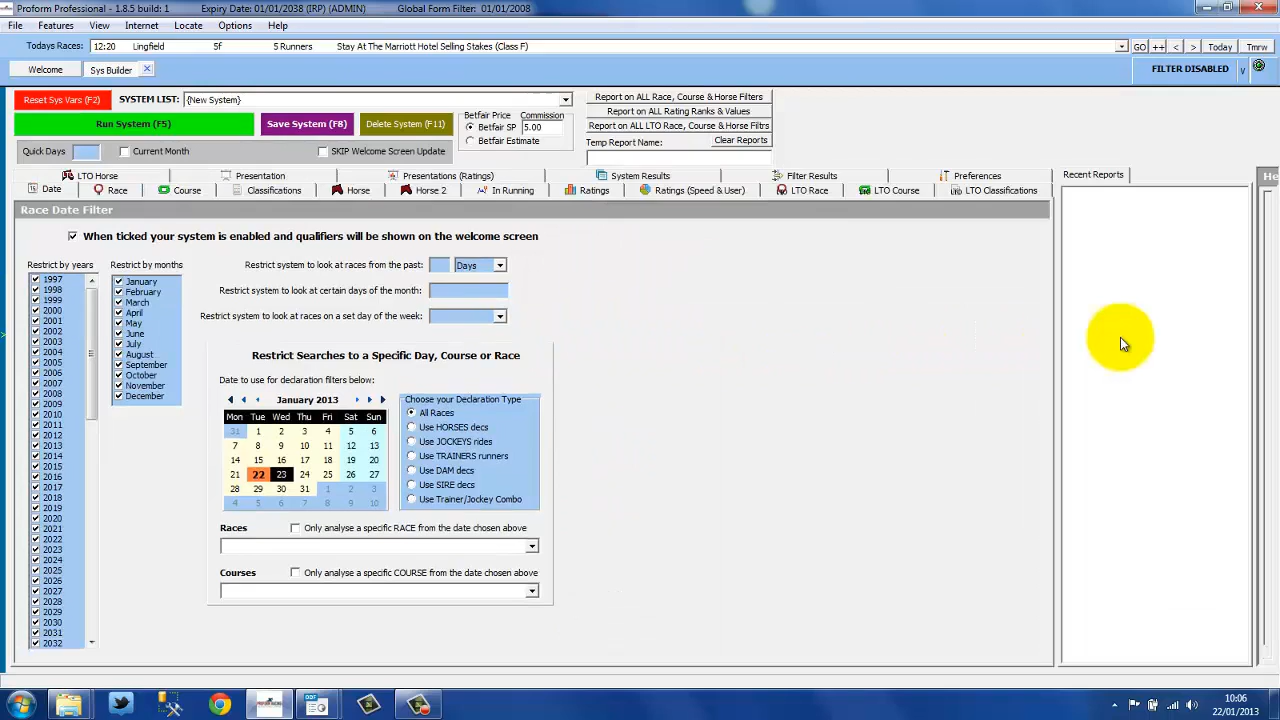 Proform Professional - 1.8.5 build: 1 Expiry Date: 01/01/2038 (IRP) (ADMIN) Global Form Filter: 01/01/2008
File Features View Internet Locate Options Help
Todays Races: 12:20 Lingfield 5f 5 Runners Stay At The Marriott Hotel Selling Stakes (Class F) GO ++ < > Today Tmrw
Welcome Sys Builder FILTER DISABLED v
Reset Sys Vars (F2) SYSTEM LIST: {New System} Report on ALL Race, Course & Horse Filters
Report on ALL Rating Ranks & Values
Betfair Price Commission
Run System (F5) Save System (F8) Delete System (F11) Betfair SP 5.00 Report on ALL LTO Race, Course & Horse Filtrs
Betfair Estimate Temp Report Name: Clear Reports
Quick Days Current Month SKIP Welcome Screen Update
LTO Horse Presentation Presentations (Ratings) System Results Filter Results Preferences Recent Reports He
Date Race Course Classifications Horse Horse 2 In Running Ratings Ratings (Speed & User) LTO Race LTO Course LTO Classifications
Race Date Filter
When ticked your system is enabled and qualifiers will be shown on the welcome screen
Restrict by years
1997
1998
1999
2000
2001
2002
2003
2004
2005
2006
2007
2008
2009
2010
2011
2012
2013
2014
2015
2016
2017
2018
2019
2020
2021
2022
2023
2024
2025
2026
2027
2028
2029
2030
2031
2032
Restrict by months
January
February
March
April
May
June
July
August
September
October
November
December
Restrict system to look at races from the past: Days
Restrict system to look at certain days of the month:
Restrict system to look at races on a set day of the week:
Restrict Searches to a Specific Day, Course or Race
Date to use for declaration filters below:
January 2013
Mon Tue Wed Thu Fri Sat Sun
31 1 2 3 4 5 6
7 8 9 10 11 12 13
14 15 16 17 18 19 20
21 22 23 24 25 26 27
28 29 30 31 1 2 3
4 5 6 7 8 9 10
Choose your Declaration Type
All Races
Use HORSES decs
Use JOCKEYS rides
Use TRAINERS runners
Use DAM decs
Use SIRE decs
Use Trainer/Jockey Combo
Races Only analyse a specific RACE from the date chosen above
Courses Only analyse a specific COURSE from the date chosen above
PROFORM RACING
ODT
10:06
22/01/2013